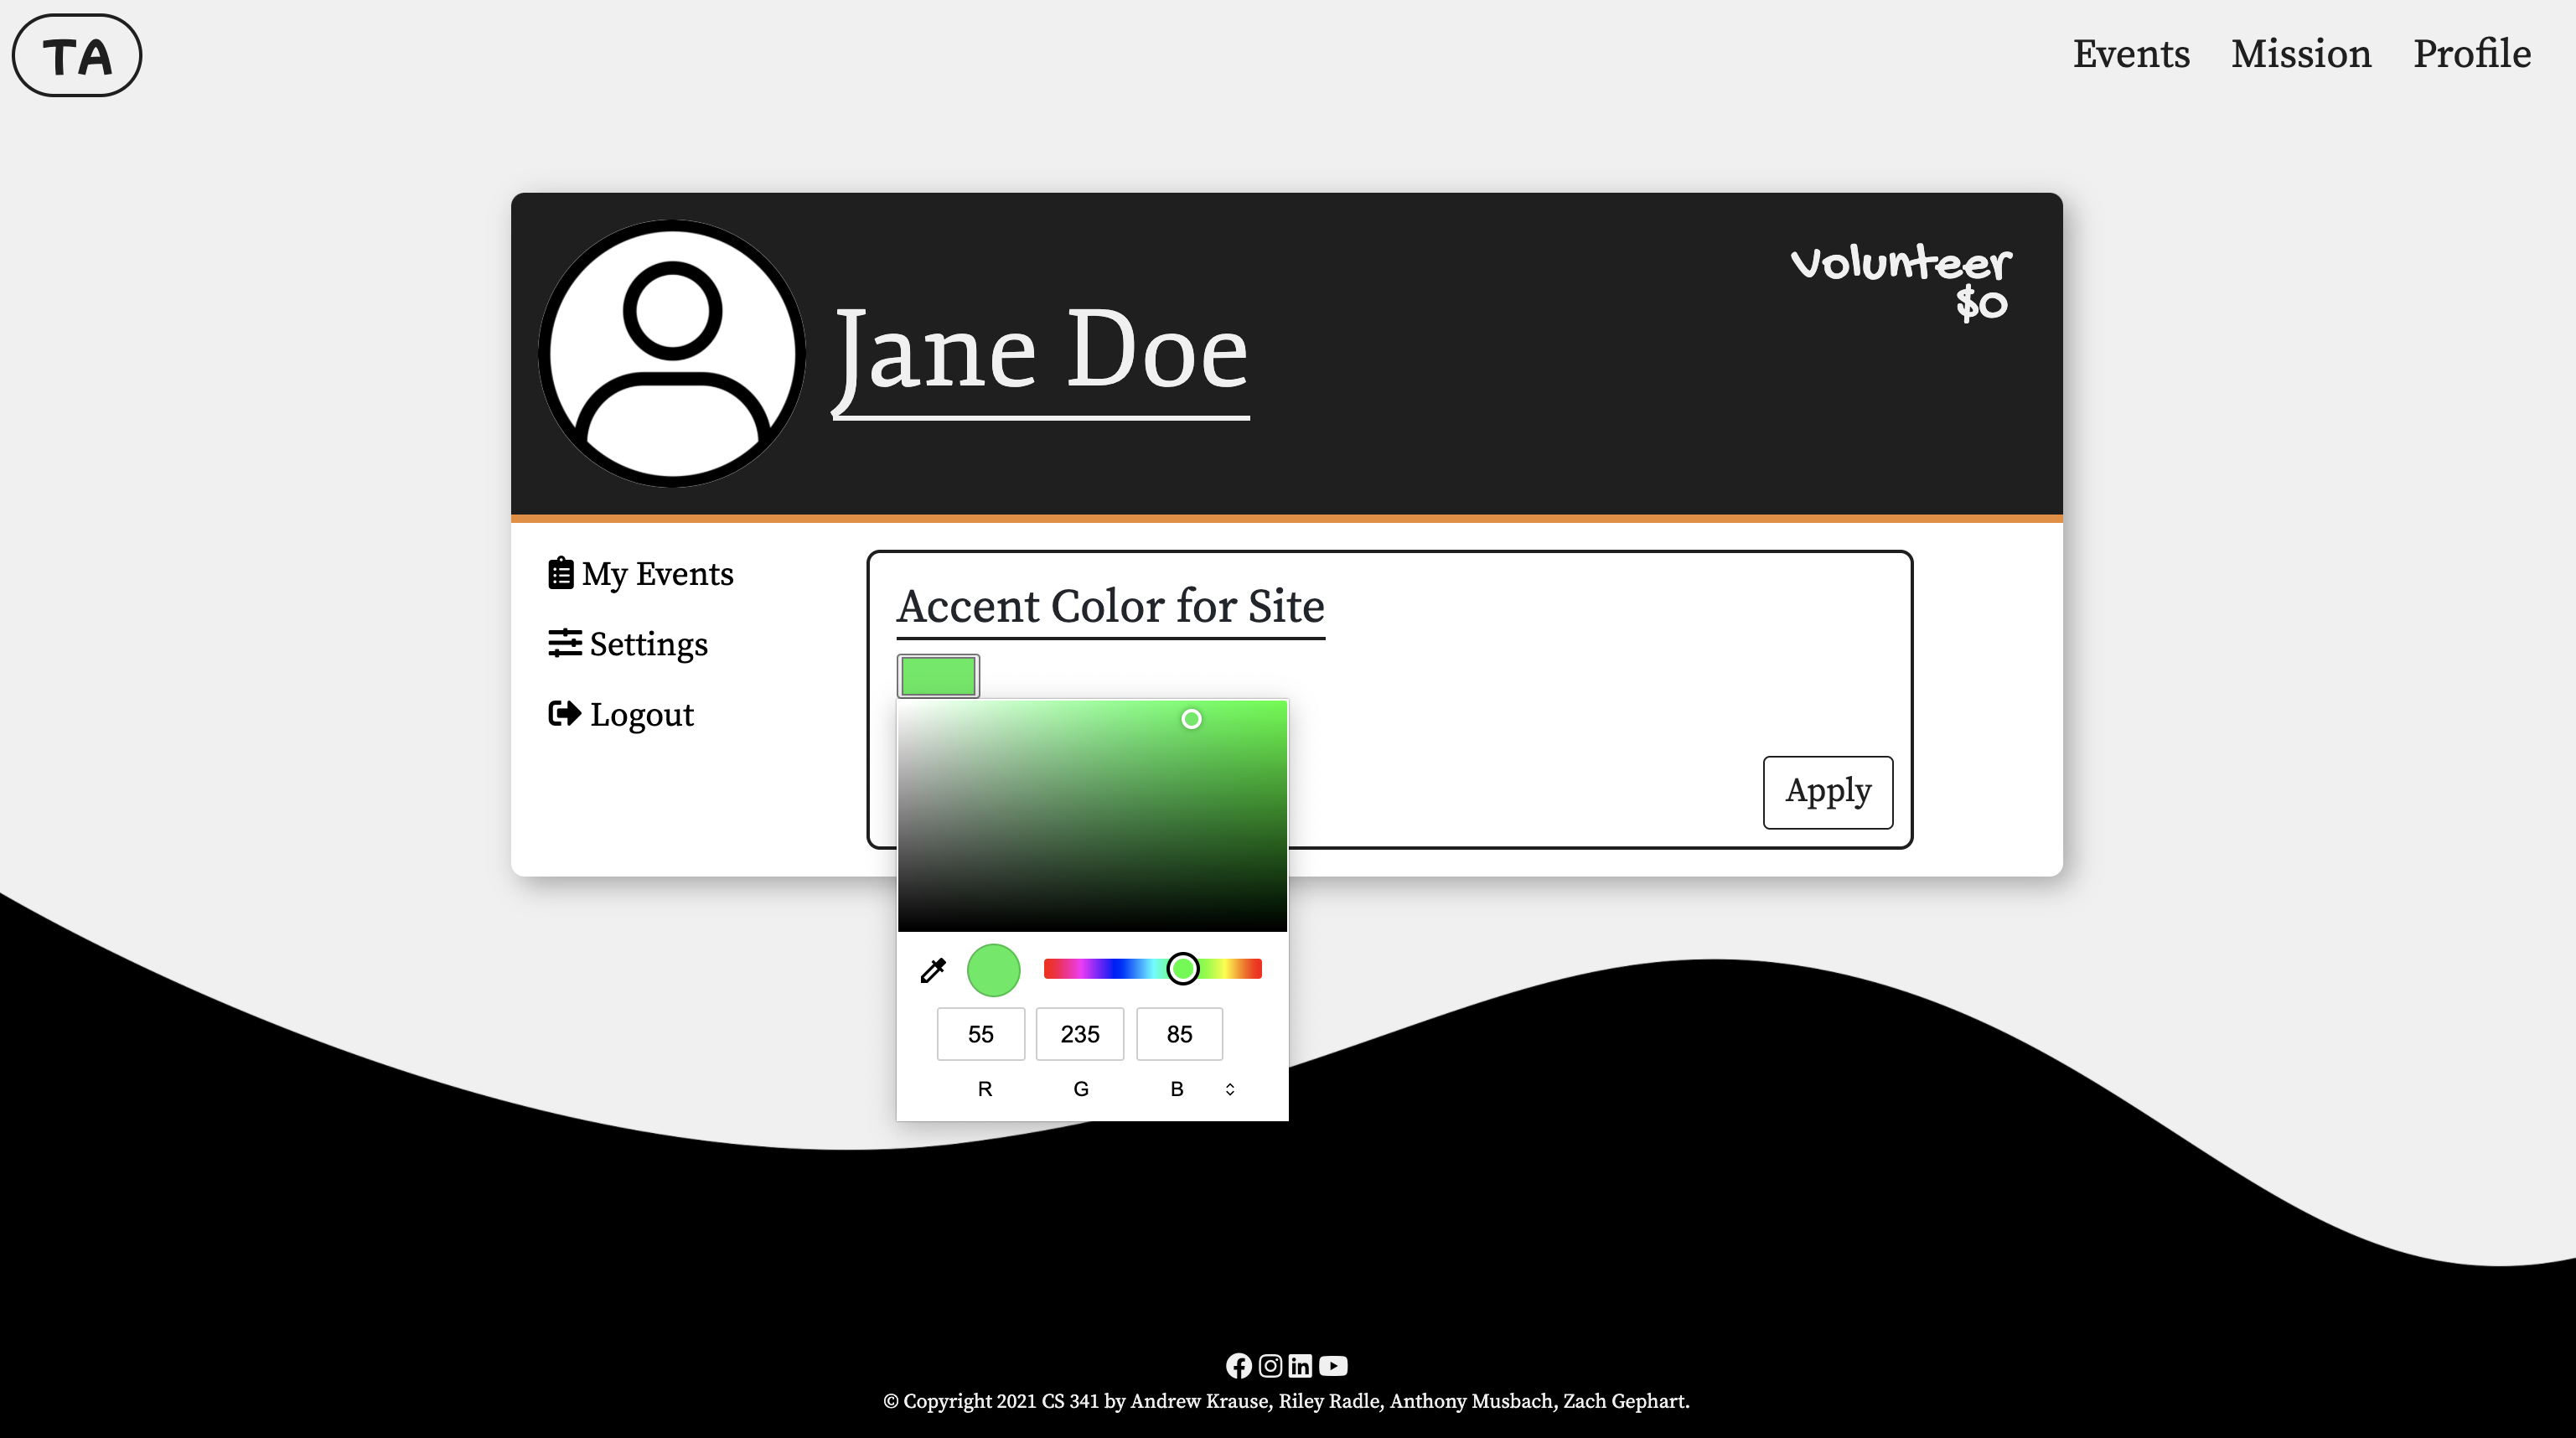 TA
Events Mission Profile
Volunteer
$0
Jane Doe
My Events
Settings
Logout
Accent Color for Site
Apply
55 235 85
R G B
© Copyright 2021 CS 341 by Andrew Krause, Riley Radle, Anthony Musbach, Zach Gephart.